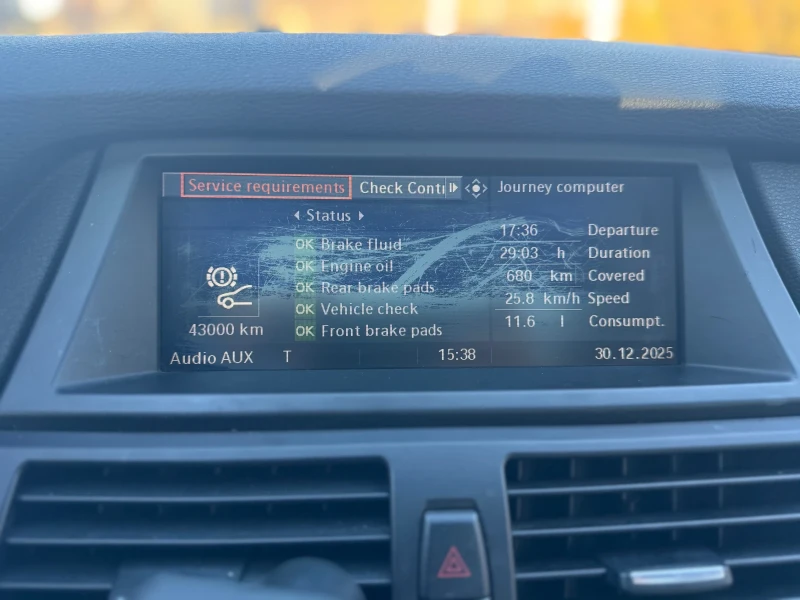 Service requirements Check Contr Journey computer
Status
OK Brake fluid
OK Engine oil
OK Rear brake pads
OK Vehicle check
OK Front brake pads
43000 km
17:36 Departure
29:03 h Duration
680 km Covered
25.8 km/h Speed
11.6 l Consumpt.
Audio AUX T 15:38 30.12.2025